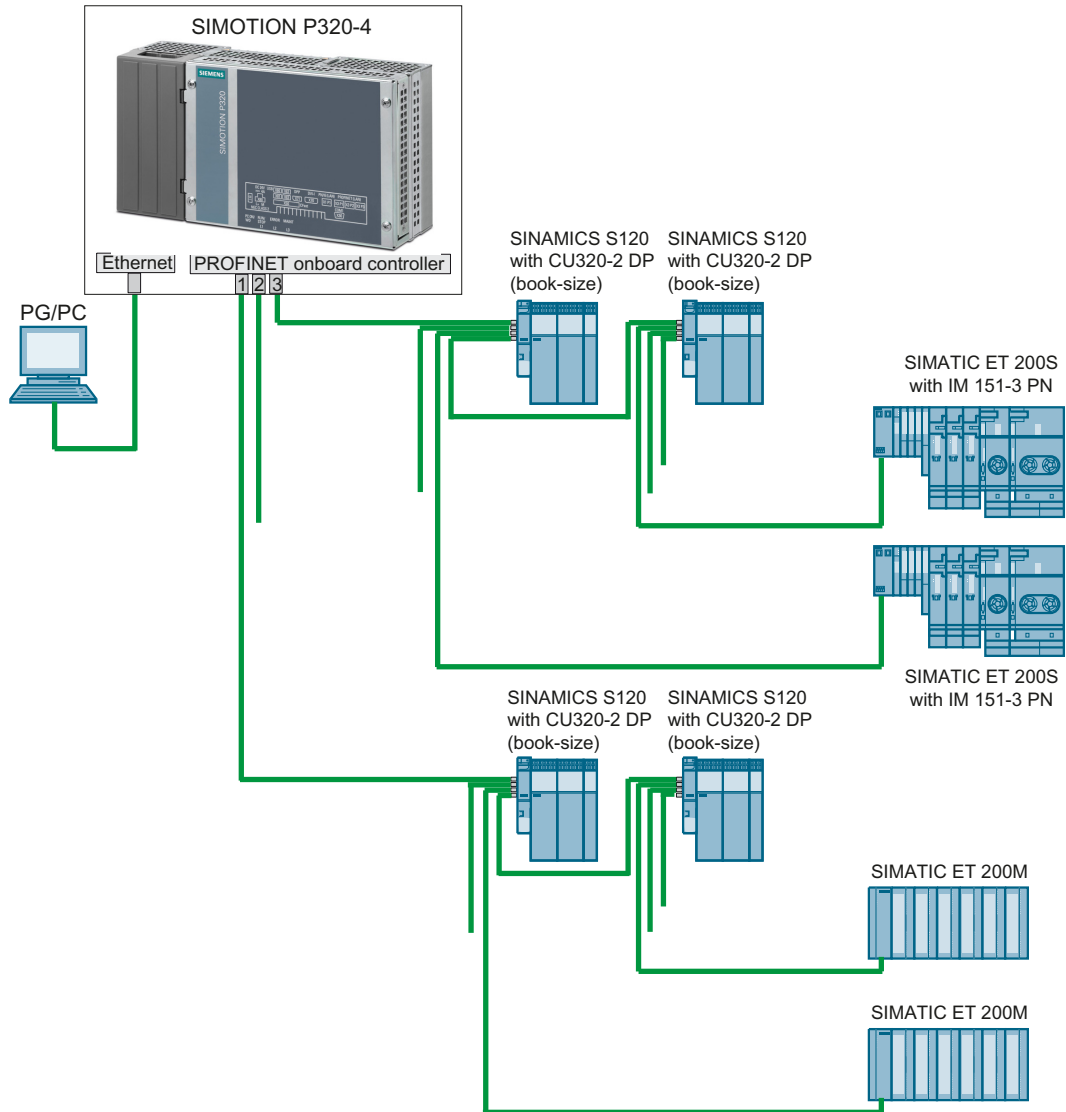 SIMOTION P320-4
SIEMENS
SIMOTION P320
Ethernet
PROFINET onboard controller
1 2 3
PG/PC
SINAMICS S120
with CU320-2 DP
(book-size)
SINAMICS S120
with CU320-2 DP
(book-size)
SIMATIC ET 200S
with IM 151-3 PN
SIMATIC ET 200S
with IM 151-3 PN
SINAMICS S120
with CU320-2 DP
(book-size)
SINAMICS S120
with CU320-2 DP
(book-size)
SIMATIC ET 200M
SIMATIC ET 200M